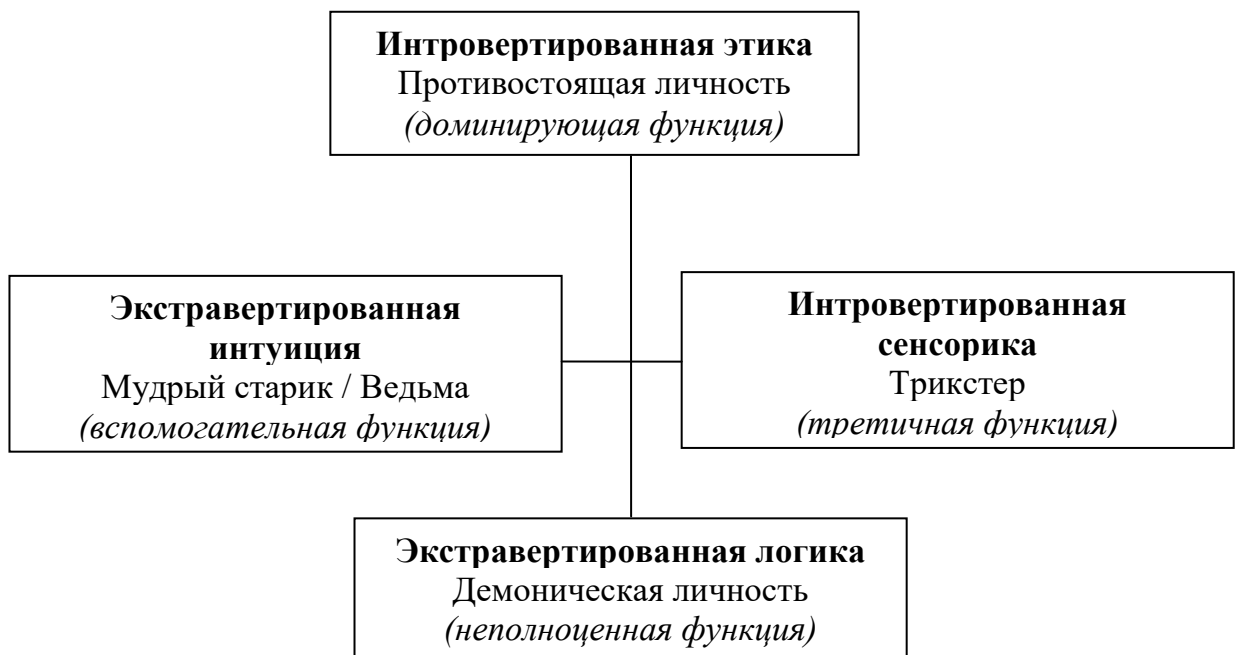 Интровертированная этика
Противостоящая личность
(доминирующая функция)
Экстравертированная
интуиция
Мудрый старик / Ведьма
(вспомогательная функция)
Интровертированная
сенсорика
Трикстер
(третичная функция)
Экстравертированная логика
Демоническая личность
(неполноценная функция)